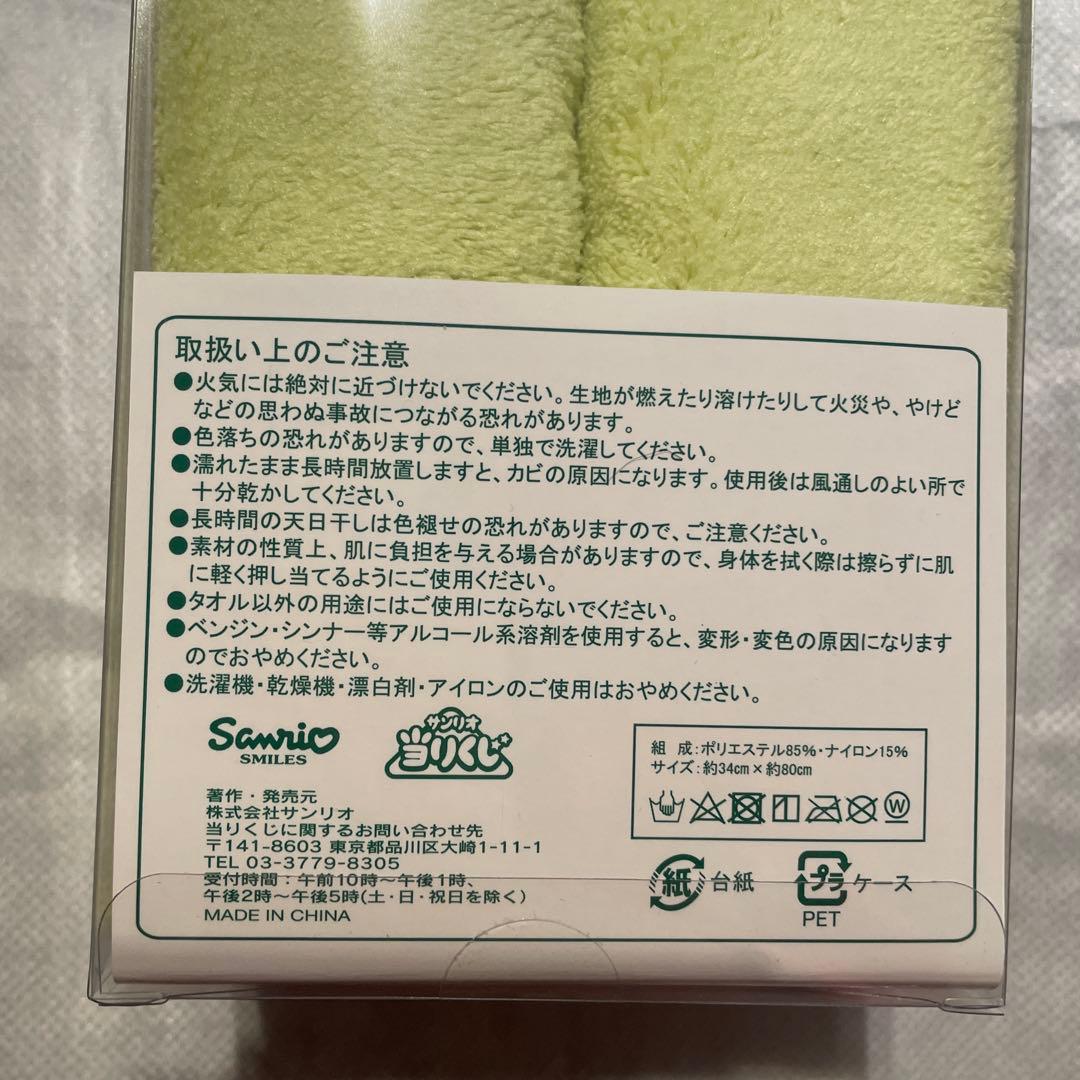 取扱い上のご注意
●火気には絶対に近づけないでください。生地が燃えたり溶けたりして火災や、やけど
などの思わぬ事故につながる恐れがあります。
●色落ちの恐れがありますので、単独で洗濯してください。
●濡れたまま長時間放置しますと、カビの原因になります。使用後は風通しのよい所で
十分乾かしてください。
●長時間の天日干しは色褪せの恐れがありますので、ご注意ください。
●素材の性質上、肌に負担を与える場合がありますので、身体を拭く際は擦らずに肌
に軽く押し当てるようにご使用ください。
●タオル以外の用途にはご使用にならないでください。
●ベンジン・シンナー等アルコール系溶剤を使用すると、変形・変色の原因になります
のでおやめください。
●洗濯機・乾燥機・漂白剤・アイロンのご使用はおやめください。
Sanrio
SMILES
サンリオ
当りくじ
著作・発売元
株式会社サンリオ
当りくじに関するお問い合わせ先
〒141-8603 東京都品川区大崎1-11-1
TEL 03-3779-8305
受付時間：午前10時～午後1時、
午後2時～午後5時(土・日・祝日を除く)
MADE IN CHINA
組 成:ポリエステル85%・ナイロン15%
サイズ:約34cm×約80cm
W
紙 台紙
プラ ケース
PET